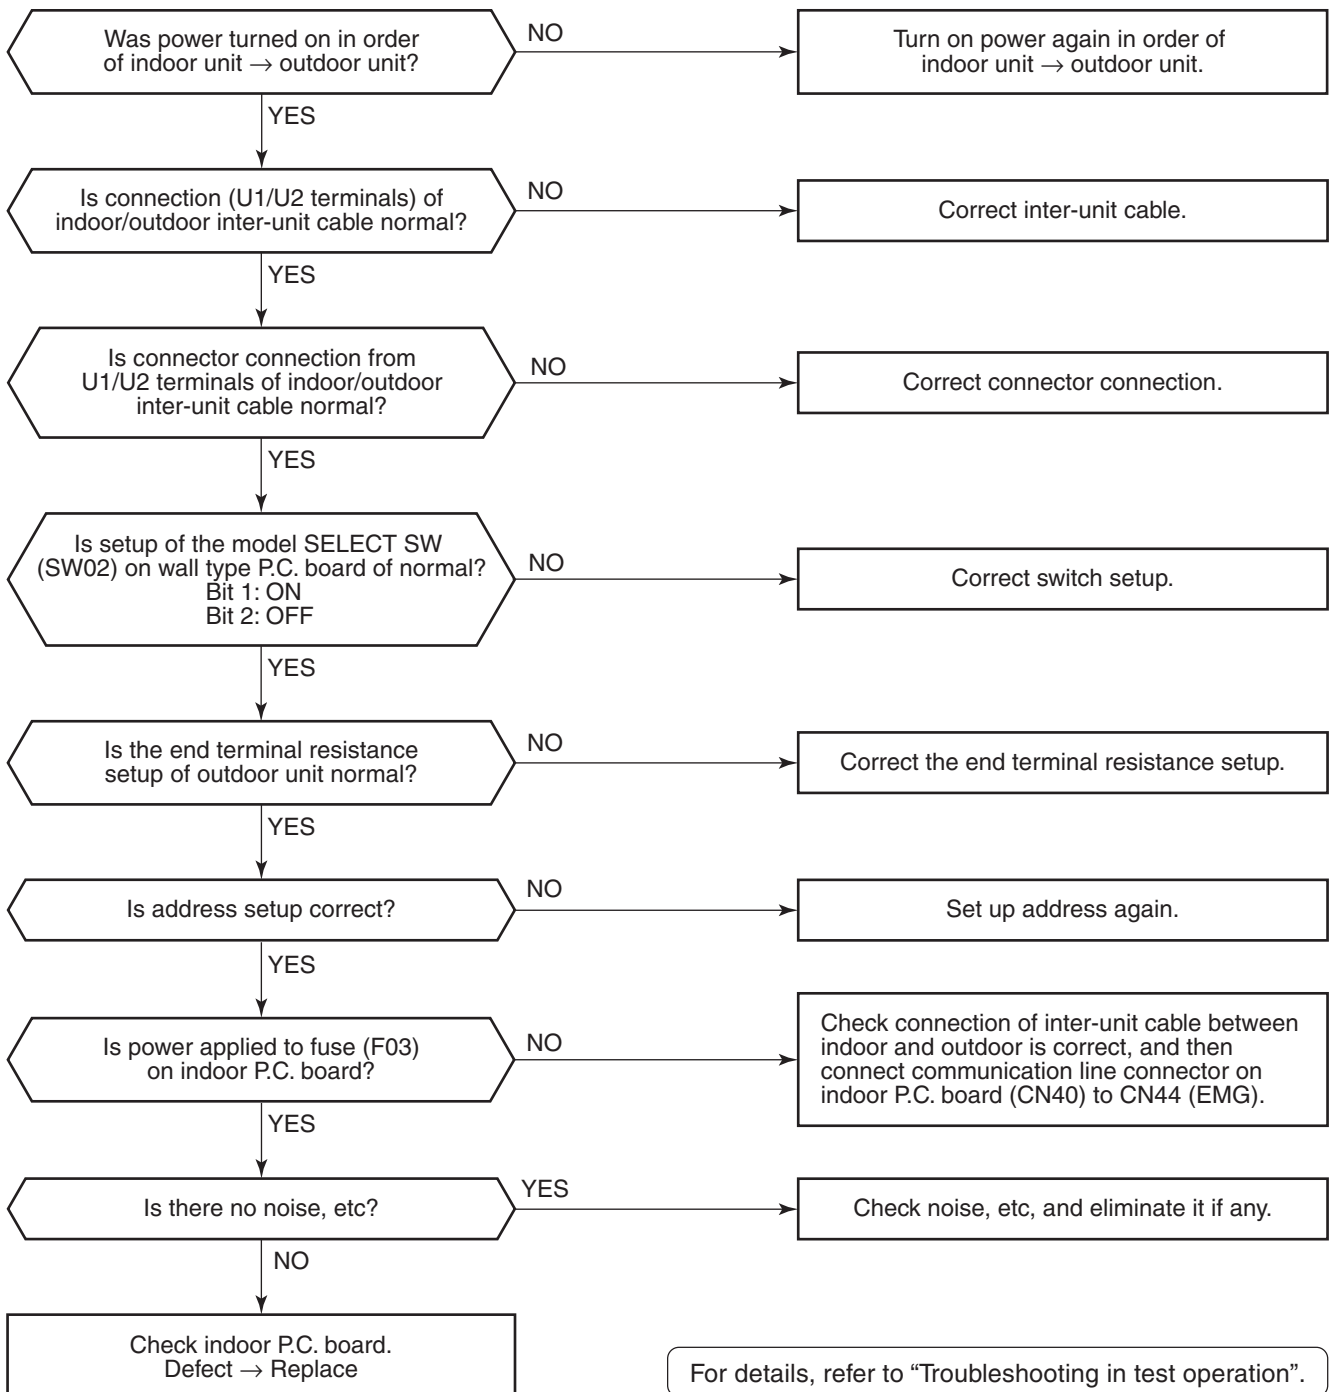 Was power turned on in order
of indoor unit → outdoor unit?
NO
Turn on power again in order of
indoor unit → outdoor unit.
YES
Is connection (U1/U2 terminals) of
indoor/outdoor inter-unit cable normal?
NO
Correct inter-unit cable.
YES
Is connector connection from
U1/U2 terminals of indoor/outdoor
inter-unit cable normal?
NO
Correct connector connection.
YES
Is setup of the model SELECT SW
(SW02) on wall type P.C. board of normal?
Bit 1: ON
Bit 2: OFF
NO
Correct switch setup.
YES
Is the end terminal resistance
setup of outdoor unit normal?
NO
Correct the end terminal resistance setup.
YES
Is address setup correct?
NO
Set up address again.
YES
Is power applied to fuse (F03)
on indoor P.C. board?
NO
Check connection of inter-unit cable between
indoor and outdoor is correct, and then
connect communication line connector on
indoor P.C. board (CN40) to CN44 (EMG).
YES
Is there no noise, etc?
YES
Check noise, etc, and eliminate it if any.
NO
Check indoor P.C. board.
Defect → Replace
For details, refer to “Troubleshooting in test operation”.